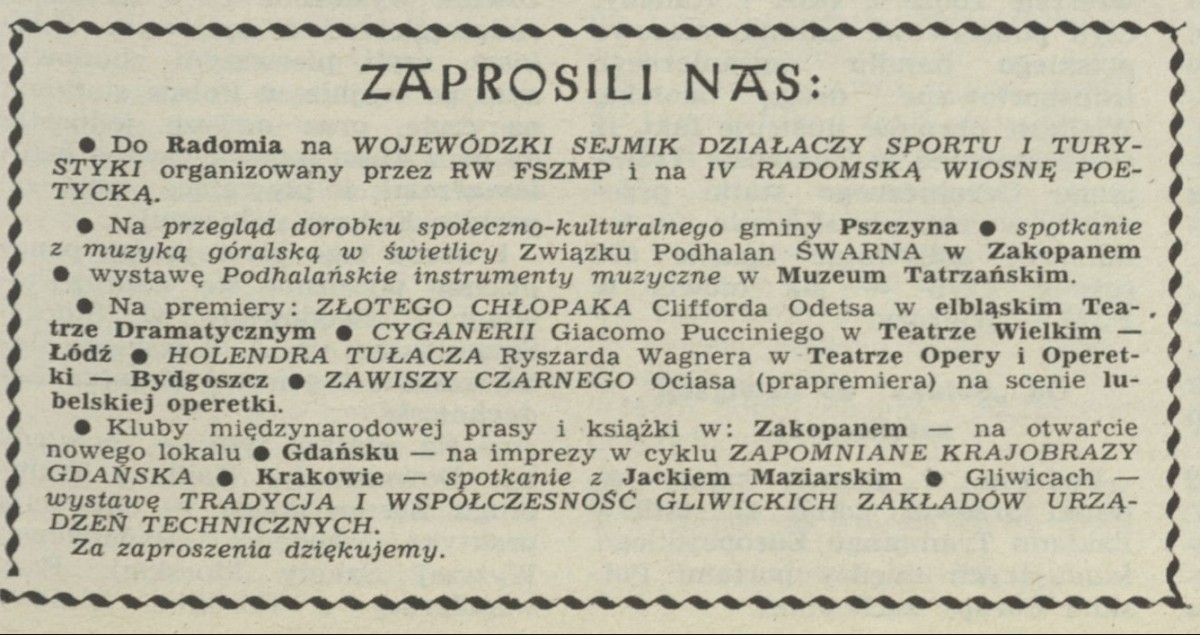 ZAPROSILI NAS:
● Do Radomia na WOJEWÓDZKI SEJMIK DZIAŁACZY SPORTU I TURY-
STYKI organizowany przez RW FSZMP i na IV RADOMSKĄ WIOSNĘ POE-
TYCKĄ.
● Na przegląd dorobku społeczno-kulturalnego gminy Pszczyna ● spotkanie
z muzyką góralską w świetlicy Związku Podhalan ŚWARNA w Zakopanem
● wystawę Podhalańskie instrumenty muzyczne w Muzeum Tatrzańskim.
● Na premiery: ZŁOTEGO CHŁOPAKA Clifforda Odetsa w elbląskim Tea-
trze Dramatycznym ● CYGANERII Giacomo Pucciniego w Teatrze Wielkim —
Łódź ● HOLENDRA TUŁACZA Ryszarda Wagnera w Teatrze Opery i Operet-
ki — Bydgoszcz ● ZAWISZY CZARNEGO Ociasa (prapremiera) na scenie lu-
belskiej operetki.
● Kluby międzynarodowej prasy i książki w: Zakopanem — na otwarcie
nowego lokalu ● Gdańsku — na imprezy w cyklu ZAPOMNIANE KRAJOBRAZY
GDAŃSKA ● Krakowie — spotkanie z Jackiem Maziarskim ● Gliwicach —
wystawę TRADYCJA I WSPÓŁCZESNOŚĆ GLIWICKICH ZAKŁADÓW URZĄ-
DZEŃ TECHNICZNYCH.
Za zaproszenia dziękujemy.